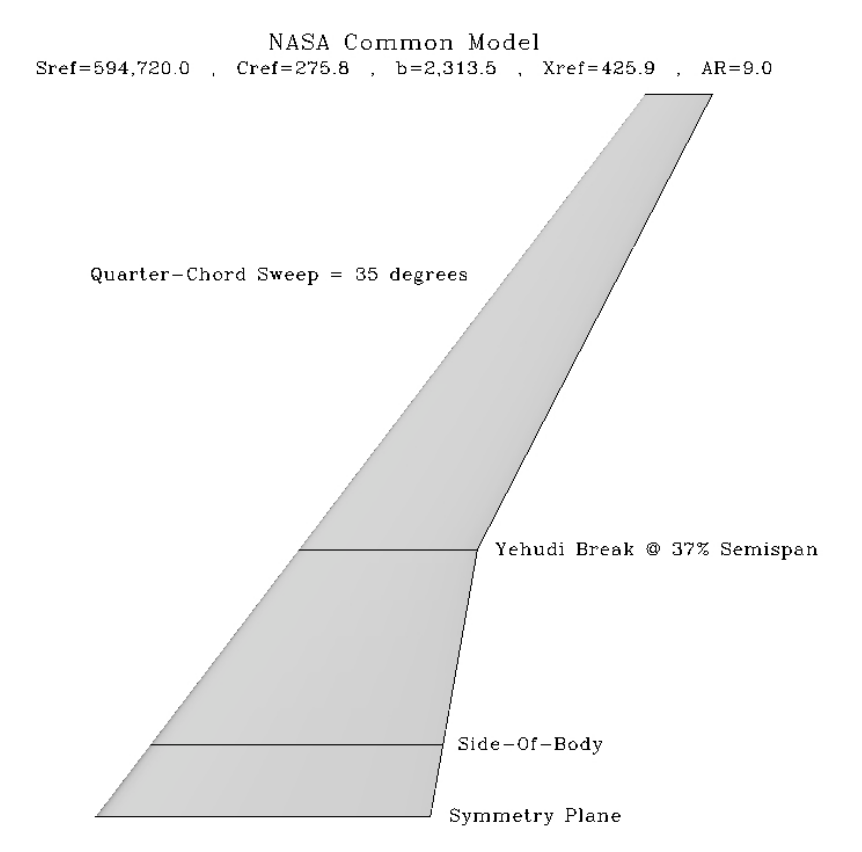 NASA Common Model
Sref=594,720.0 , Cref=275.8 , b=2,313.5 , Xref=425.9 , AR=9.0
Quarter-Chord Sweep = 35 degrees
Yehudi Break @ 37% Semispan
Side-Of-Body
Symmetry Plane